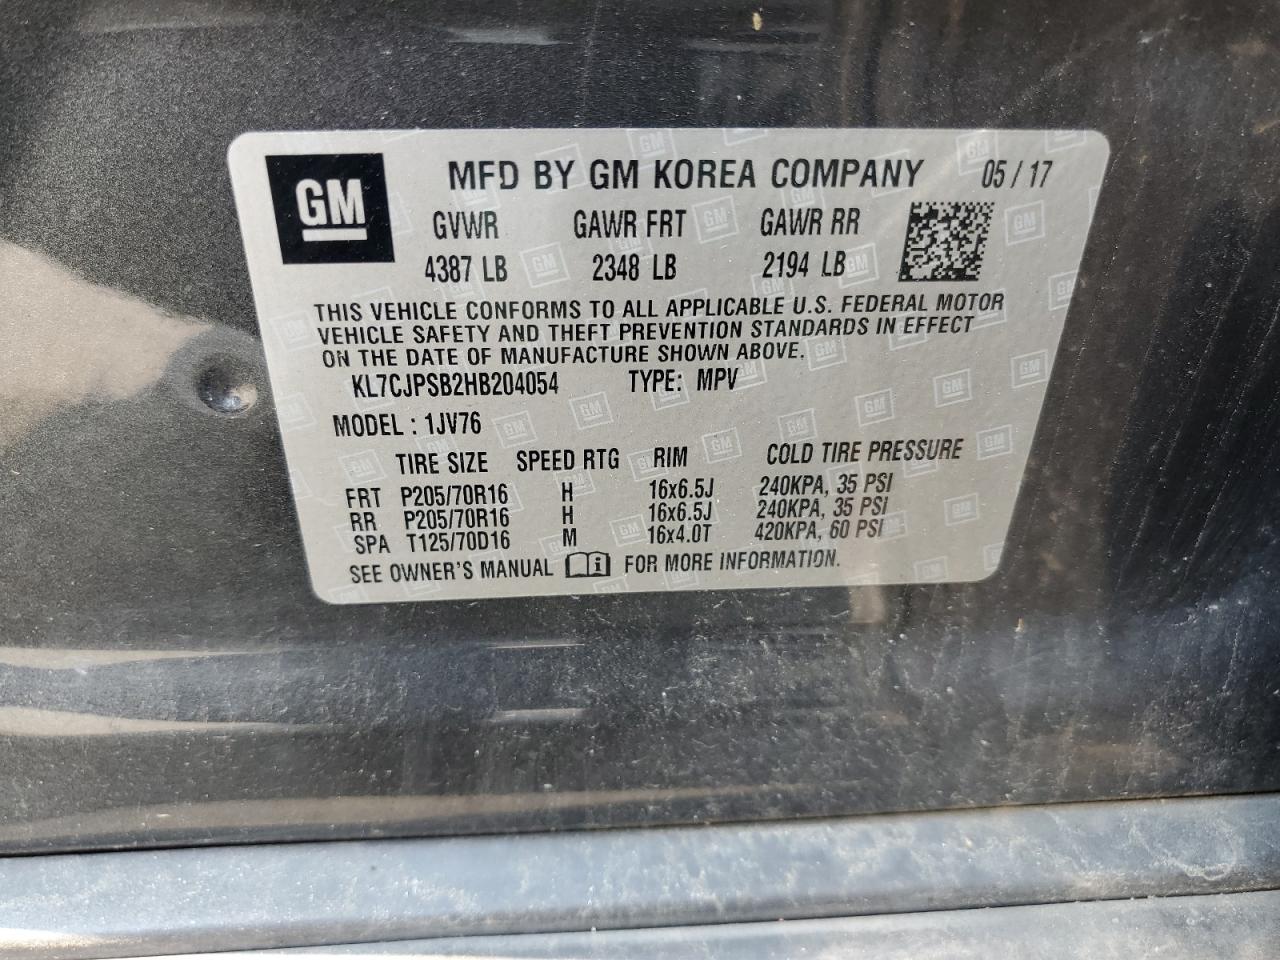 GM MFD BY GM KOREA COMPANY 05 / 17
GVWR GAWR FRT GAWR RR
4387 LB 2348 LB 2194 LB
THIS VEHICLE CONFORMS TO ALL APPLICABLE U.S. FEDERAL MOTOR
VEHICLE SAFETY AND THEFT PREVENTION STANDARDS IN EFFECT
ON THE DATE OF MANUFACTURE SHOWN ABOVE.
KL7CJPSB2HB204054 TYPE: MPV
MODEL : 1JV76
TIRE SIZE SPEED RTG RIM COLD TIRE PRESSURE
FRT P205/70R16 H 16x6.5J 240KPA, 35 PSI
RR P205/70R16 H 16x6.5J 240KPA, 35 PSI
SPA T125/70D16 M 16x4.0T 420KPA, 60 PSI
SEE OWNER'S MANUAL i FOR MORE INFORMATION.